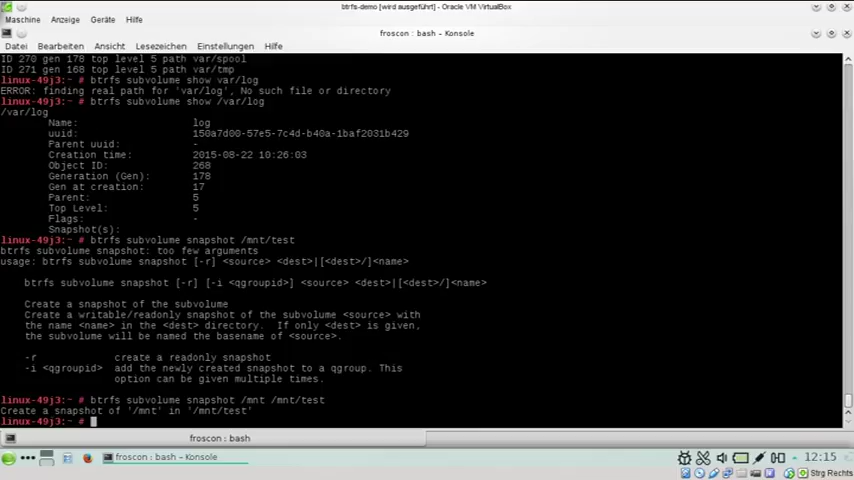 btrfs-demo [wird ausgeführt] - Oracle VM VirtualBox
Maschine Anzeige Geräte Hilfe
froscon : bash - Konsole
Datei Bearbeiten Ansicht Lesezeichen Einstellungen Hilfe
ID 270 gen 178 top level 5 path var/spool
ID 271 gen 168 top level 5 path var/tmp
linux-49j3:~ # btrfs subvolume show var/log
ERROR: finding real path for 'var/log', No such file or directory
linux-49j3:~ # btrfs subvolume show /var/log
/var/log
Name: log
uuid: 150a7d00-57e5-7c4d-b40a-1baf2031b429
Parent uuid: -
Creation time: 2015-08-22 10:26:03
Object ID: 268
Generation (Gen): 178
Gen at creation: 17
Parent: 5
Top Level: 5
Flags: -
Snapshot(s):
linux-49j3:~ # btrfs subvolume snapshot /mnt/test
btrfs subvolume snapshot: too few arguments
usage: btrfs subvolume snapshot [-r] <source> <dest>|[<dest>/]<name>
btrfs subvolume snapshot [-r] [-i <qgroupid>] <source> <dest>|[<dest>/]<name>
Create a snapshot of the subvolume
Create a writable/readonly snapshot of the subvolume <source> with
the name <name> in the <dest> directory.  If only <dest> is given,
the subvolume will be named the basename of <source>.
-r create a readonly snapshot
-i <qgroupid> add the newly created snapshot to a qgroup. This
option can be given multiple times.
linux-49j3:~ # btrfs subvolume snapshot /mnt /mnt/test
Create a snapshot of '/mnt' in '/mnt/test'
linux-49j3:~ #
froscon : bash
froscon : bash – Konsole
12:15
Strg Rechts